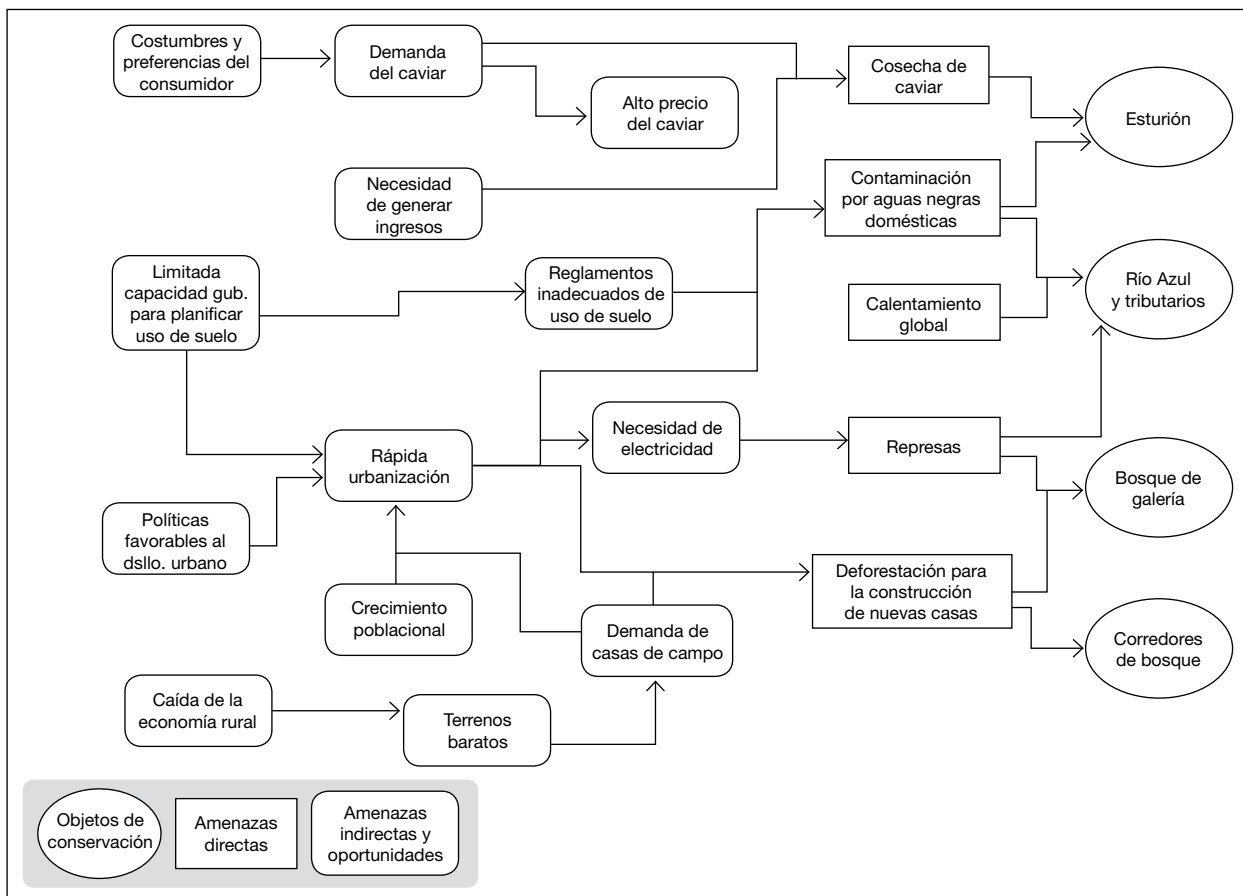 Costumbres y
preferencias del
consumidor
Demanda
del caviar
Alto precio
del caviar
Cosecha de
caviar
Esturión
Necesidad
de generar
ingresos
Contaminación
por aguas negras
domésticas
Limitada
capacidad gub.
para planificar
uso de suelo
Reglamentos
inadecuados de
uso de suelo
Calentamiento
global
Río Azul
y tributarios
Rápida
urbanización
Necesidad de
electricidad
Represas
Bosque de
galería
Políticas
favorables al
dsllo. urbano
Crecimiento
poblacional
Demanda de
casas de campo
Deforestación para
la construcción
de nuevas casas
Corredores
de bosque
Caída de la
economía rural
Terrenos
baratos
Objetos de
conservación
Amenazas
directas
Amenazas
indirectas y
oportunidades